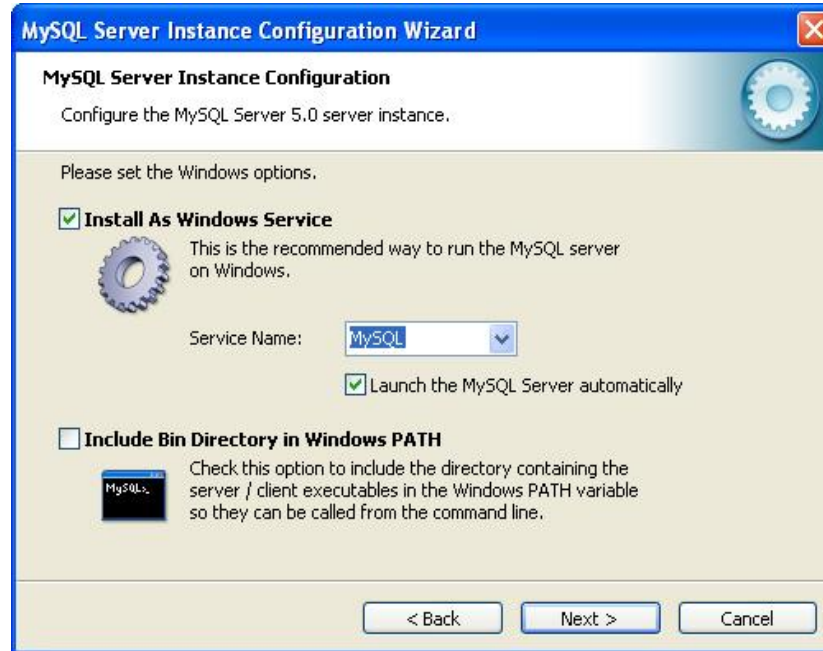 MySQL Server Instance Configuration Wizard
MySQL Server Instance Configuration
Configure the MySQL Server 5.0 server instance.
Please set the Windows options.
Install As Windows Service
This is the recommended way to run the MySQL server
on Windows.
Service Name: MySQL
Launch the MySQL Server automatically
Include Bin Directory in Windows PATH
MySQL>_
Check this option to include the directory containing the
server / client executables in the Windows PATH variable
so they can be called from the command line.
< Back Next > Cancel